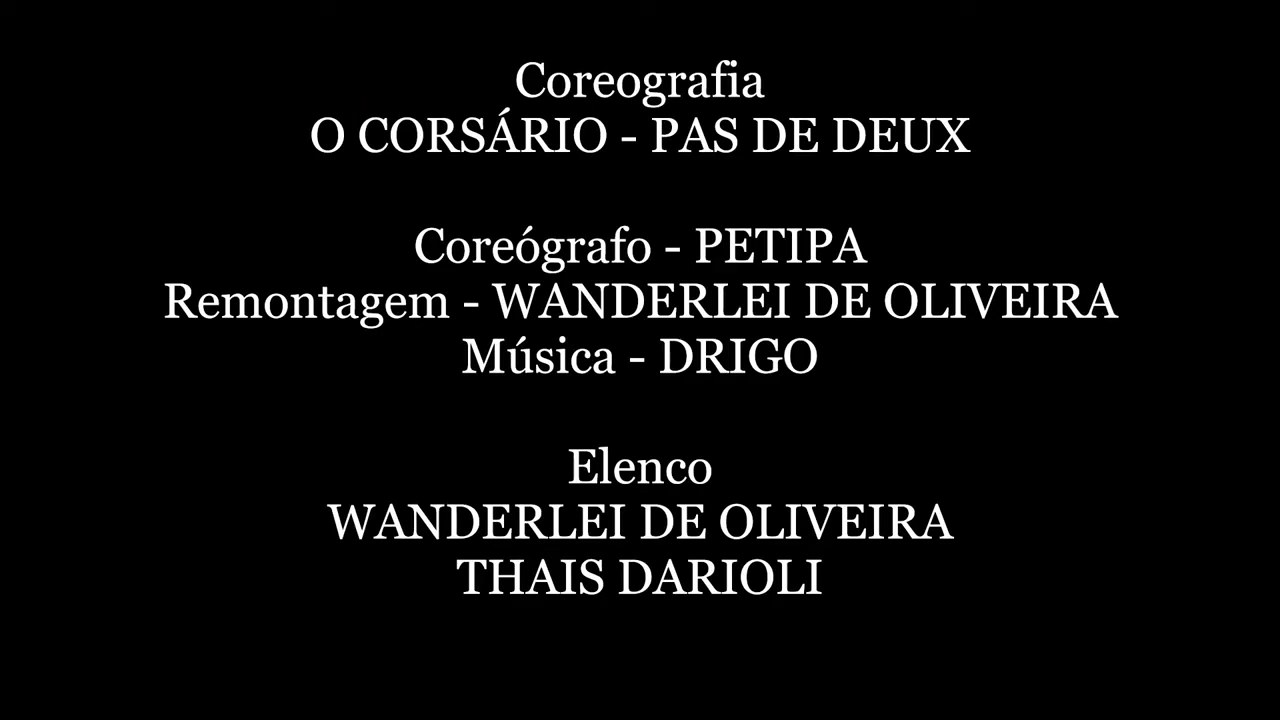 Coreografia
O CORSÁRIO - PAS DE DEUX
Coreógrafo - PETIPA
Remontagem - WANDERLEI DE OLIVEIRA
Música - DRIGO
Elenco
WANDERLEI DE OLIVEIRA
THAIS DARIOLI